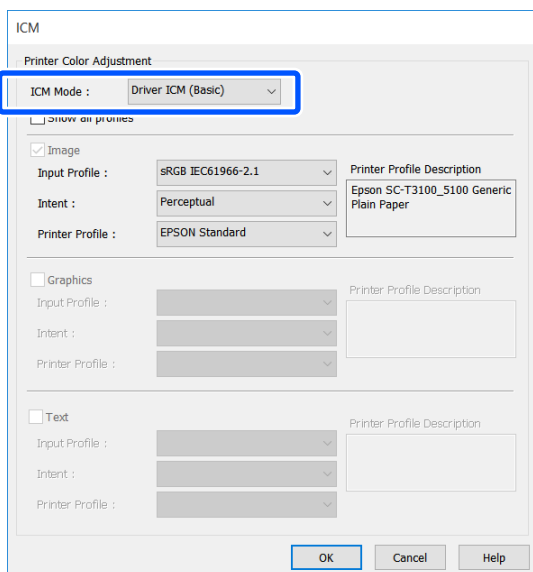 ICM
Printer Color Adjustment
ICM Mode : Driver ICM (Basic)
Show all profiles
Image
Input Profile : sRGB IEC61966-2.1
Printer Profile Description
Intent : Perceptual
Epson SC-T3100_5100 Generic
Plain Paper
Printer Profile : EPSON Standard
Graphics
Input Profile :
Printer Profile Description
Intent :
Printer Profile :
Text
Input Profile :
Printer Profile Description
Intent :
Printer Profile :
OK Cancel Help